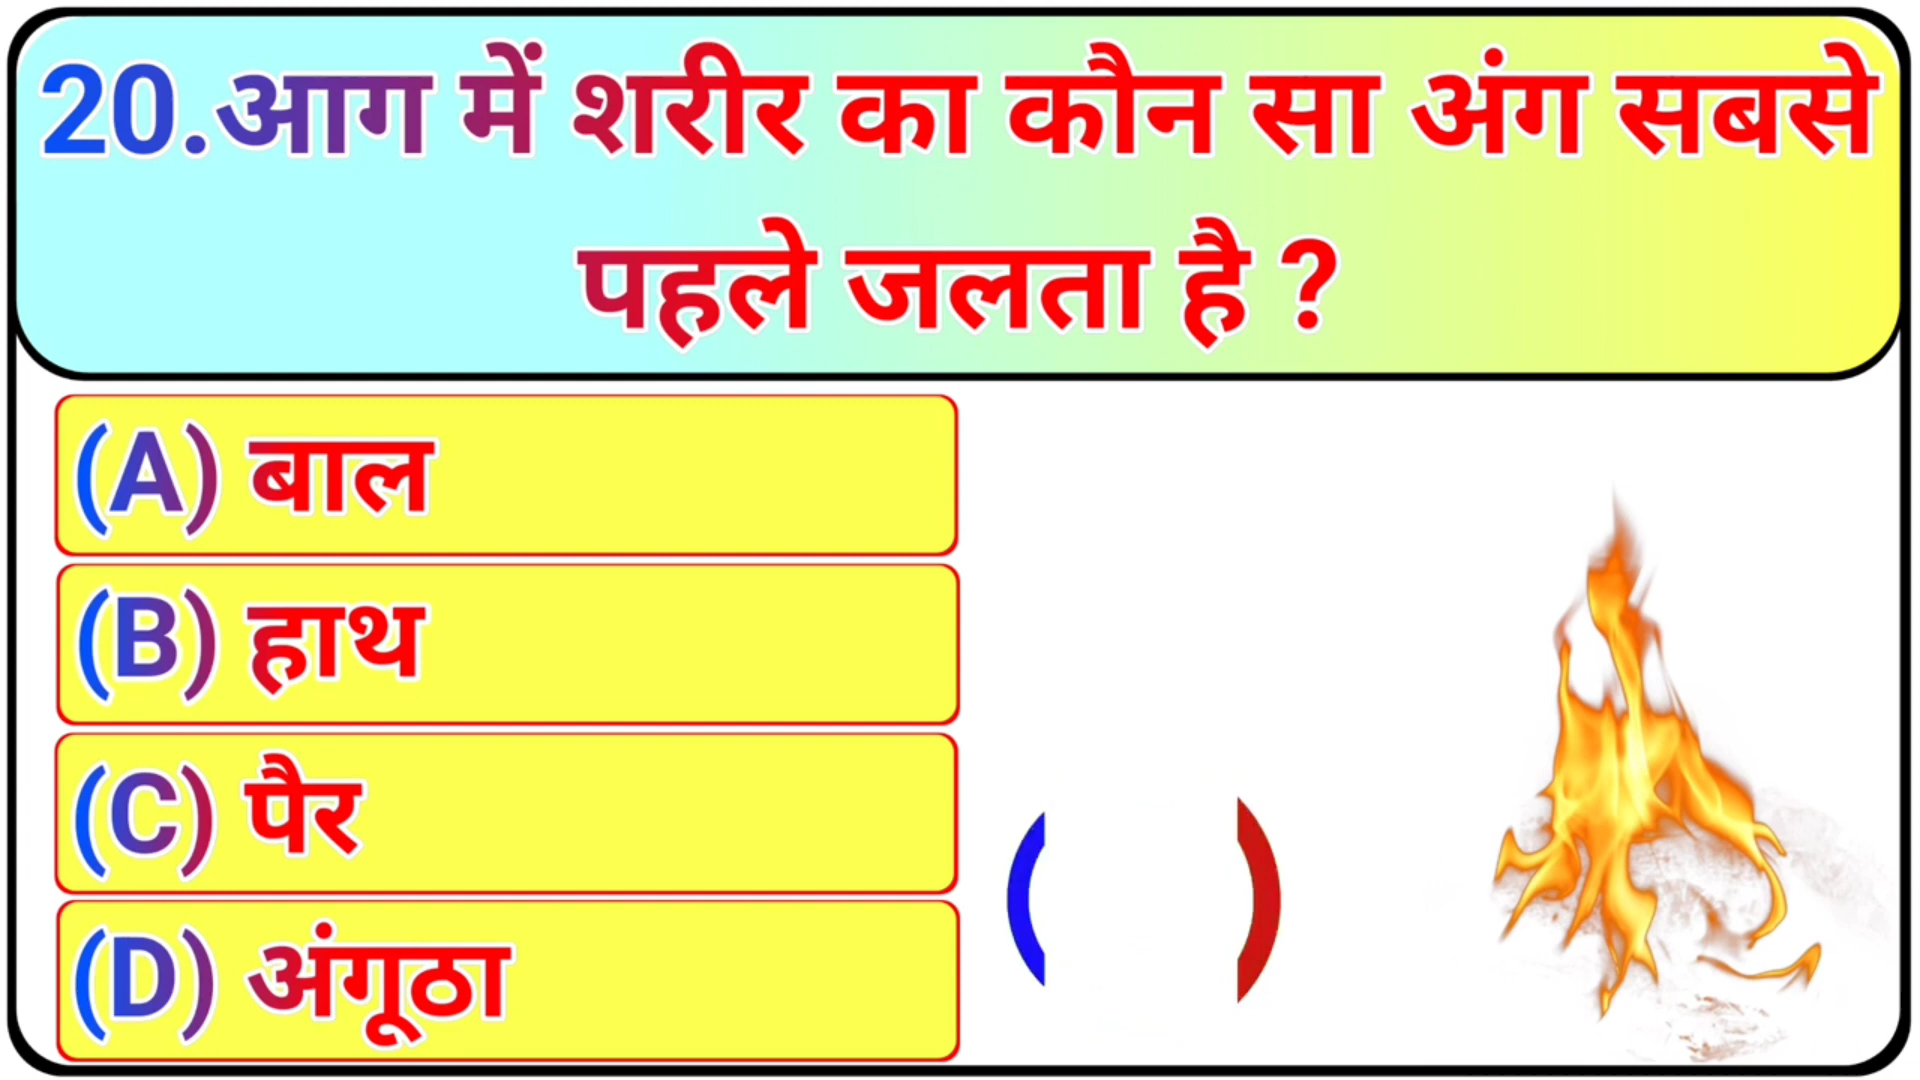 20.आग में शरीर का कौन सा अंग सबसे
पहले जलता है ?
(A) बाल
(B) हाथ
(C) पैर
(D) अंगूठा
( )